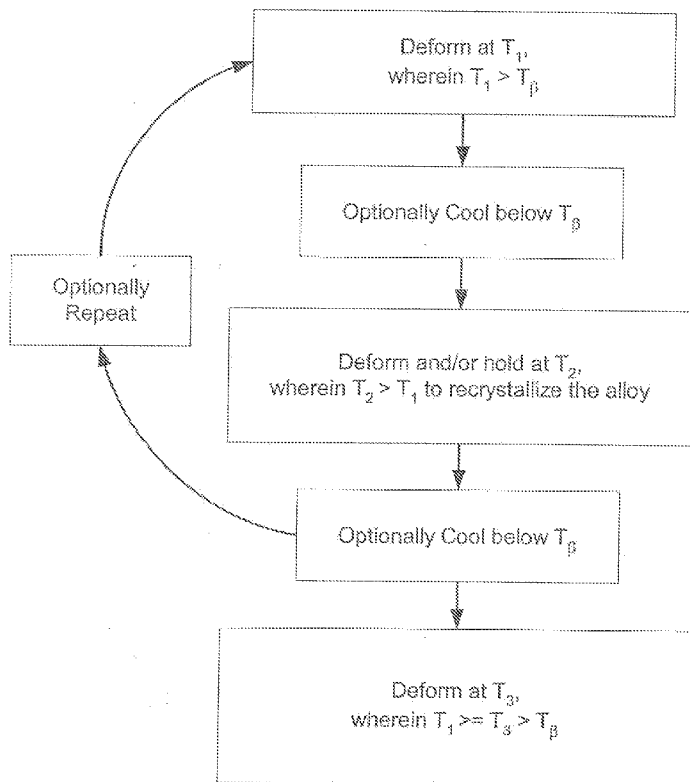 Deform at T₁,
wherein T₁ > Tᵦ
Optionally Cool below Tᵦ
Optionally
Repeat
Deform and/or hold at T₂,
wherein T₂ > T₁ to recrystallize the alloy
Optionally Cool below Tᵦ
Deform at T₃,
wherein T₁ >= T₃ > Tᵦ